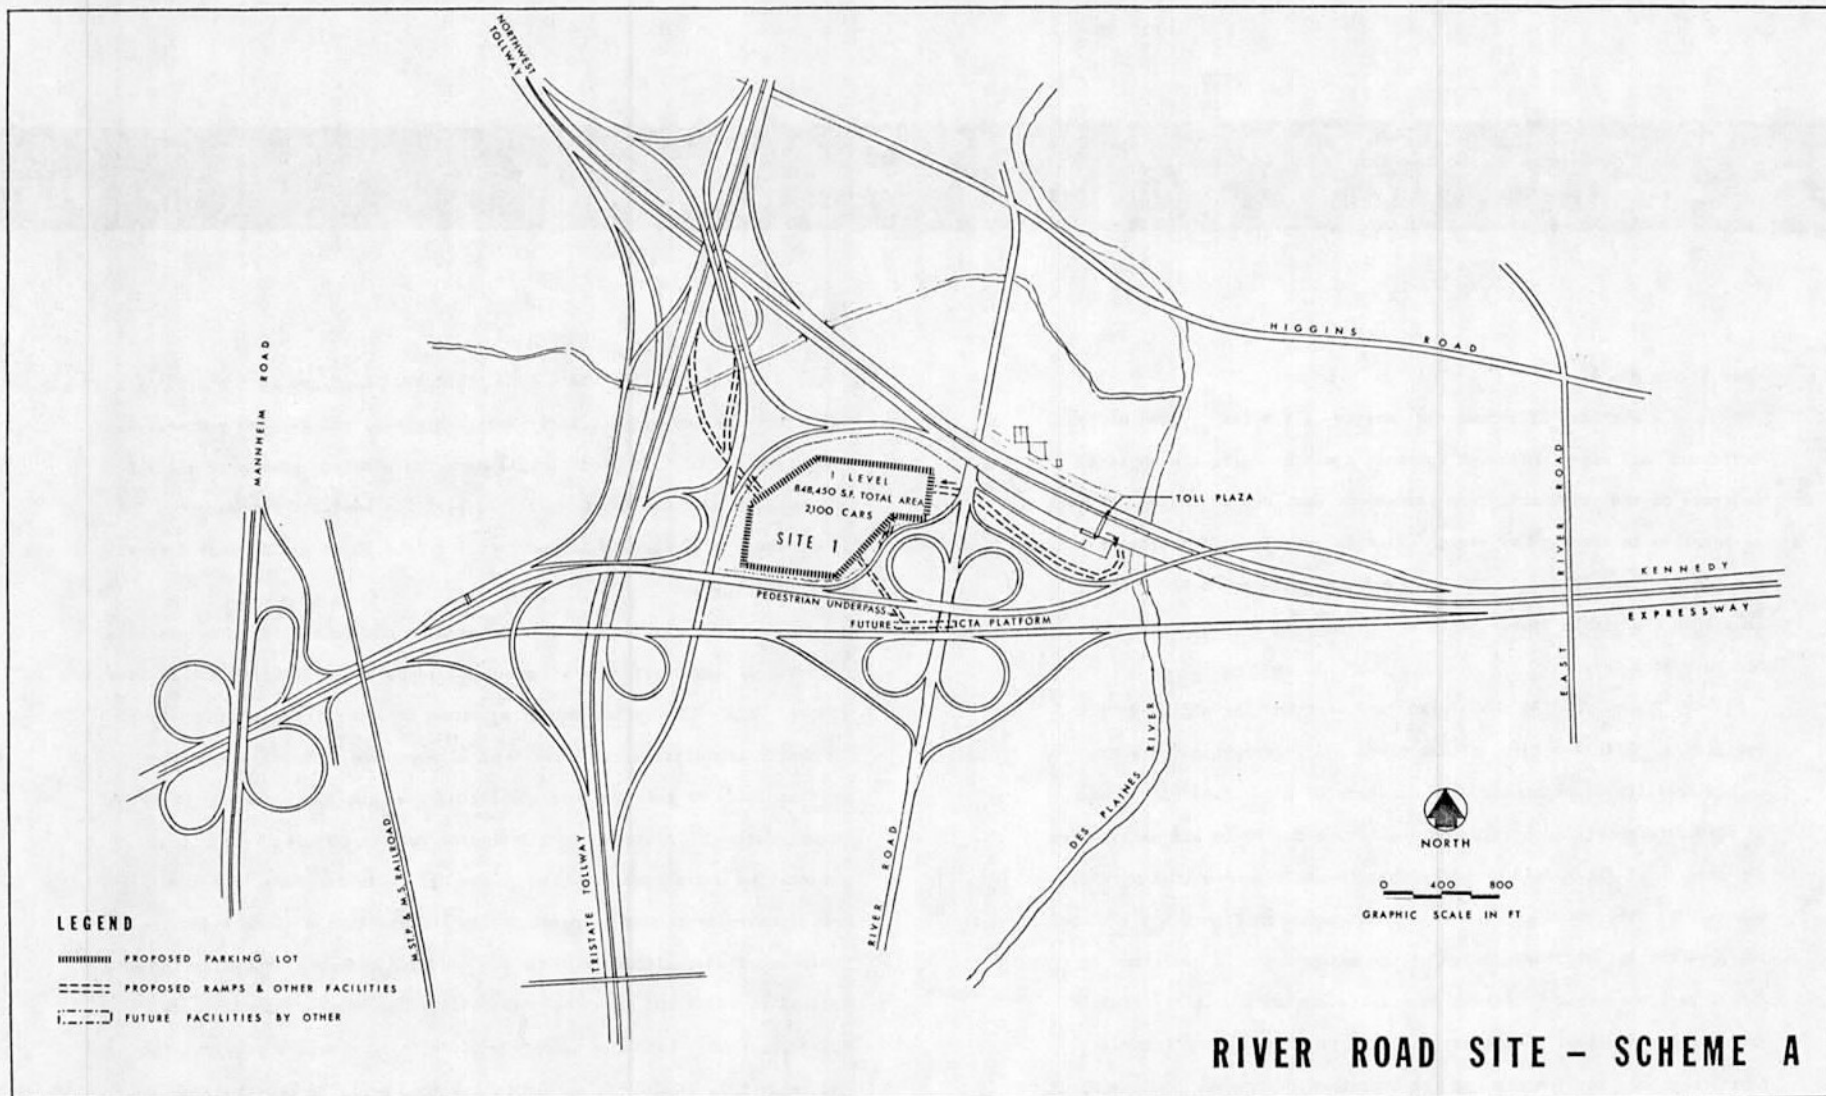 NORTHWEST
TOLLWAY
MANNHEIM ROAD
HIGGINS ROAD
1 LEVEL
848,450 S.F. TOTAL AREA
2,100 CARS
SITE 1
TOLL PLAZA
EAST RIVER ROAD
KENNEDY
EXPRESSWAY
PEDESTRIAN UNDERPASS
FUTURE CTA PLATFORM
DES PLAINES RIVER
RIVER ROAD
TRISTATE TOLLWAY
M. ST. P. & M.S. RAILROAD
NORTH
0 400 800
GRAPHIC SCALE IN FT
LEGEND
PROPOSED PARKING LOT
PROPOSED RAMPS & OTHER FACILITIES
FUTURE FACILITIES BY OTHER
RIVER ROAD SITE – SCHEME A